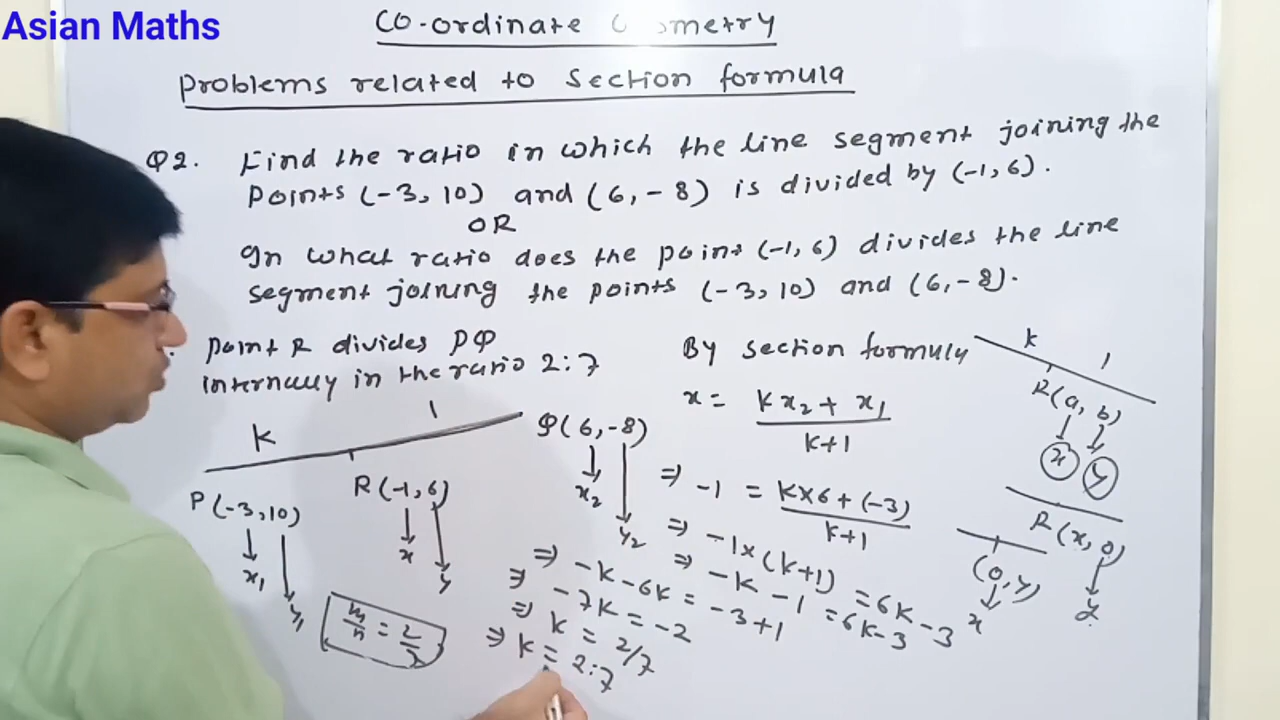 Asian Maths
CO-ordinate G metry
Problems related to Section formula
Q2. Find the ratio in which the line segment joining the
Points (-3, 10) and (6, -8) is divided by (-1, 6).
OR
In what ratio does the point (-1, 6) divides the line
segment joining the points (-3, 10) and (6, -8).
Point R divides PQ
internally in the ratio 2:7
k 1
P(-3,10)
R(-1,6)
Q(6,-8)
x1 y1
x y
x2 y2
m/n = 2/7
By section formula
x = (kx2 + x1)/(k+1)
⇒ -1 = (k×6 + (-3))/(k+1)
⇒ -1×(k+1) = 6k-3
⇒ -k-1 = 6k-3
⇒ -k-6k = -3+1
⇒ -7k = -2
⇒ k = 2/7
⇒ k = 2:7
k 1
R(a, b)
x y
R(x, 0)
y
(0, y)
x